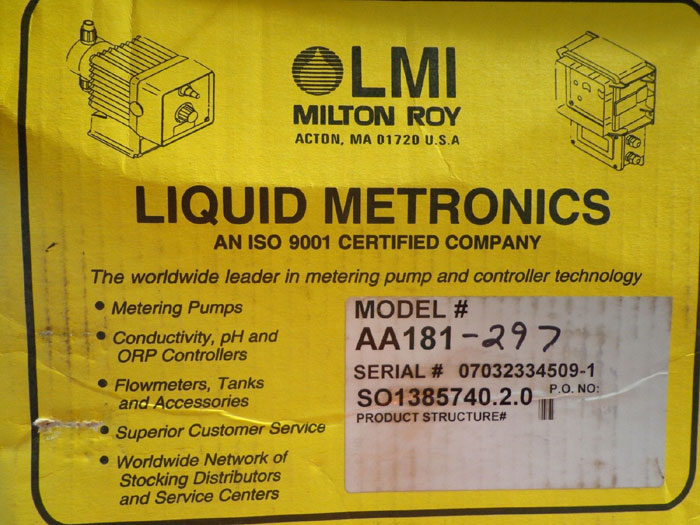 LMI
MILTON ROY
ACTON, MA 01720 U.S.A
LIQUID METRONICS
AN ISO 9001 CERTIFIED COMPANY
The worldwide leader in metering pump and controller technology
• Metering Pumps
• Conductivity, pH and
ORP Controllers
• Flowmeters, Tanks
and Accessories
• Superior Customer Service
• Worldwide Network of
Stocking Distributors
and Service Centers
MODEL #
AA181-297
SERIAL # 07032334509-1
SO1385740.2.0 P.O. NO:
PRODUCT STRUCTURE#